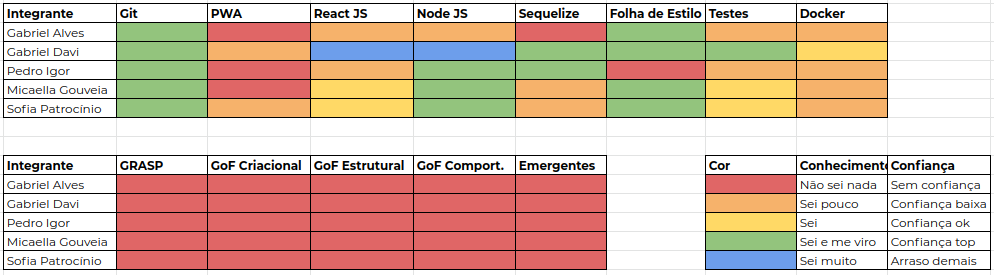 Integrante Git PWA React JS Node JS Sequelize Folha de Estilo Testes Docker
Gabriel Alves
Gabriel Davi
Pedro Igor
Micaella Gouveia
Sofia Patrocínio
Integrante GRASP GoF Criacional GoF Estrutural GoF Comport. Emergentes Cor Conhecimento Confiança
Gabriel Alves Não sei nada Sem confiança
Gabriel Davi Sei pouco Confiança baixa
Pedro Igor Sei Confiança ok
Micaella Gouveia Sei e me viro Confiança top
Sofia Patrocínio Sei muito Arraso demais